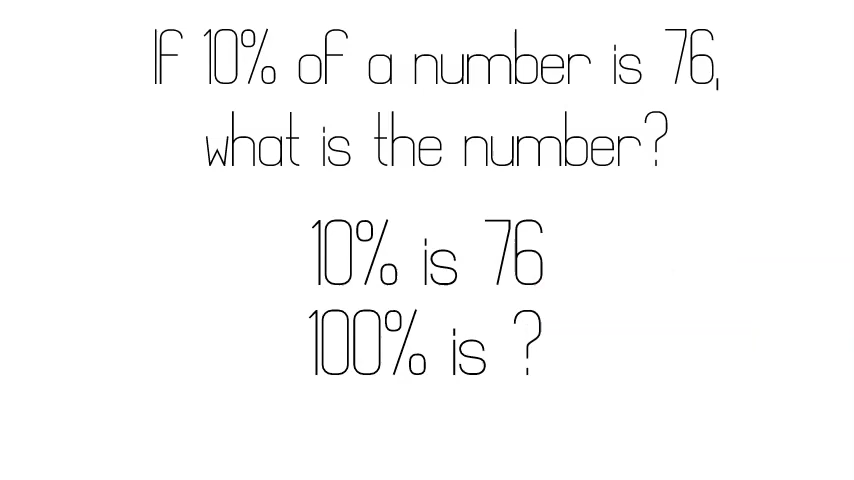 If 10% of a number is 76,
what is the number?
10% is 76
100% is ?